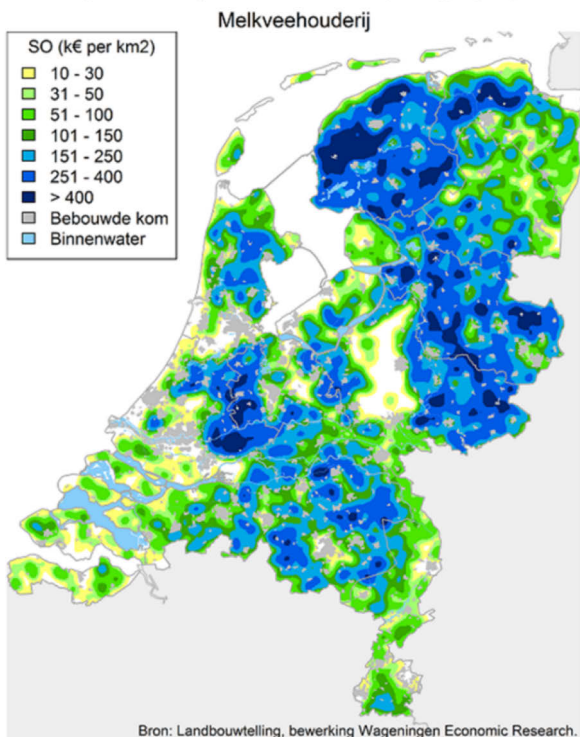 Melkveehouderij
SO (k€ per km2)
10 - 30
31 - 50
51 - 100
101 - 150
151 - 250
251 - 400
> 400
Bebouwde kom
Binnenwater
Bron: Landbouwtelling, bewerking Wageningen Economic Research.